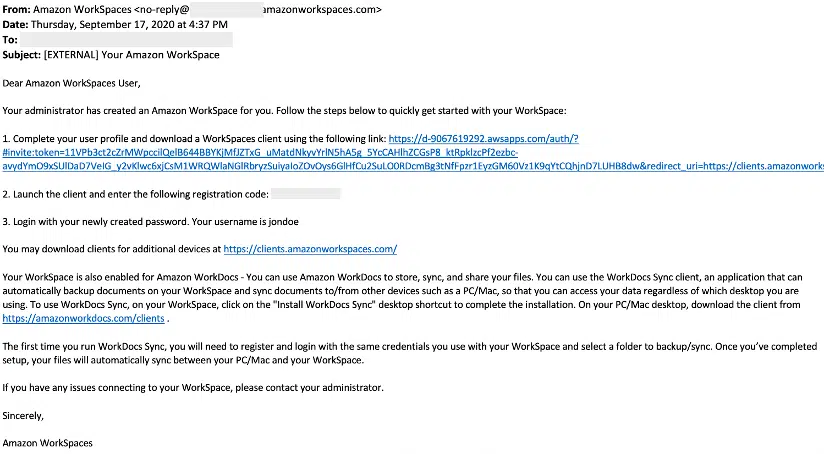 From: Amazon WorkSpaces <no-reply@ amazonworkspaces.com>
Date: Thursday, September 17, 2020 at 4:37 PM
To:
Subject: [EXTERNAL] Your Amazon WorkSpace
Dear Amazon WorkSpaces User,
Your administrator has created an Amazon WorkSpace for you. Follow the steps below to quickly get started with your WorkSpace:
1. Complete your user profile and download a WorkSpaces client using the following link: https://d-9067619292.awsapps.com/auth/?
#invite:token=11VPb3ct2cZrMWpccilQelB644BBYKjMfJZTxG_uMatdNkyvYrlN5hA5g_5YcCAHlhZCGsP8_ktRpklzcPf2ezbc-
avydYmO9xSUlDaD7VeIG_y2vKlwc6xjCsM1WRQWlaNGlRbryzSuiyaIoZOvOys6GlHfCu2SuLO0RDcmBg3tNfFpzr1EyzGM60Vz1K9qYtCQhjnD7LUHB8dw&redirect_uri=https://clients.amazonworks
2. Launch the client and enter the following registration code:
3. Login with your newly created password. Your username is jondoe
You may download clients for additional devices at https://clients.amazonworkspaces.com/
Your WorkSpace is also enabled for Amazon WorkDocs - You can use Amazon WorkDocs to store, sync, and share your files. You can use the WorkDocs Sync client, an application that can
automatically backup documents on your WorkSpace and sync documents to/from other devices such as a PC/Mac, so that you can access your data regardless of which desktop you are
using. To use WorkDocs Sync, on your WorkSpace, click on the "Install WorkDocs Sync" desktop shortcut to complete the installation. On your PC/Mac desktop, download the client from
https://amazonworkdocs.com/clients .
The first time you run WorkDocs Sync, you will need to register and login with the same credentials you use with your WorkSpace and select a folder to backup/sync. Once you've completed
setup, your files will automatically sync between your PC/Mac and your WorkSpace.
If you have any issues connecting to your WorkSpace, please contact your administrator.
Sincerely,
Amazon WorkSpaces